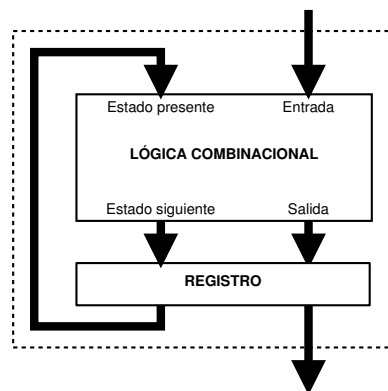 Estado presente Entrada
LÓGICA COMBINACIONAL
Estado siguiente Salida
REGISTRO